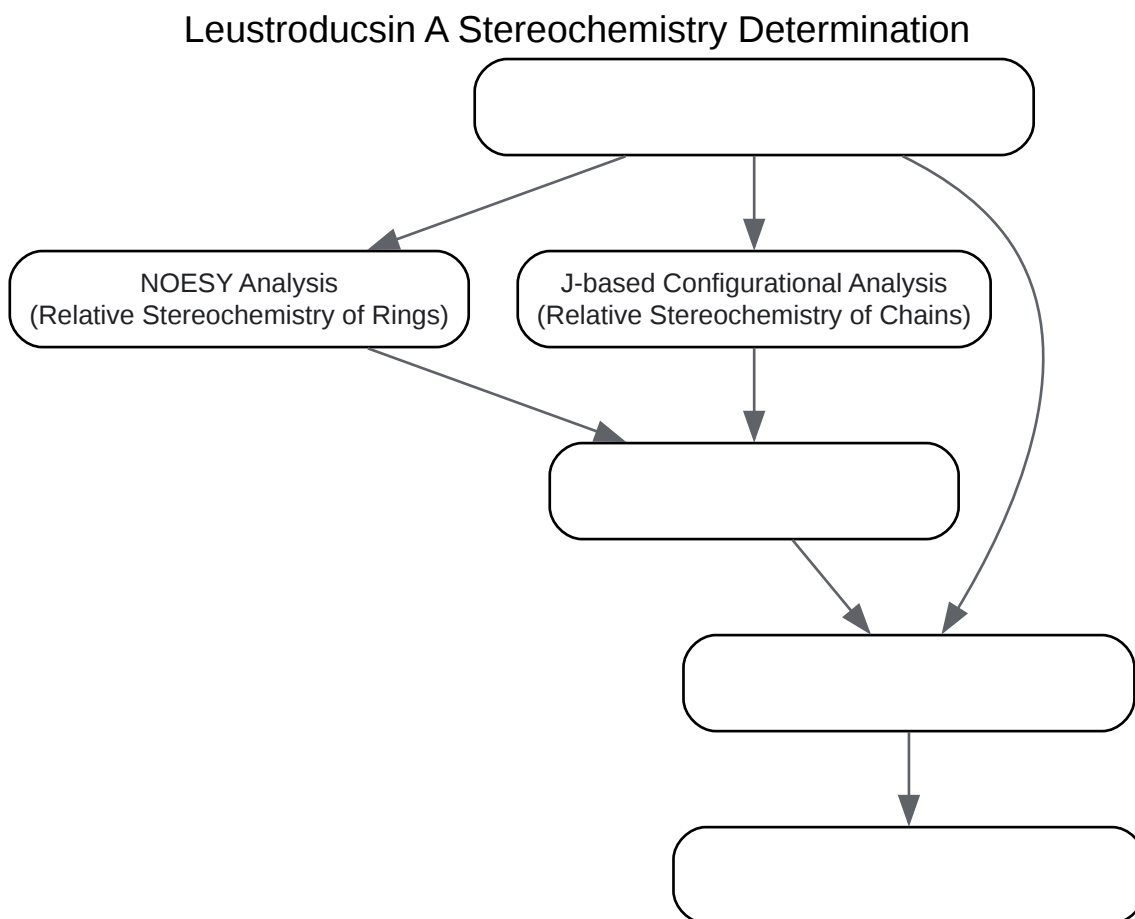 Leustroducsin A Stereochemistry Determination
NOESY Analysis
(Relative Stereochemistry of Rings)
J-based Configurational Analysis
(Relative Stereochemistry of Chains)